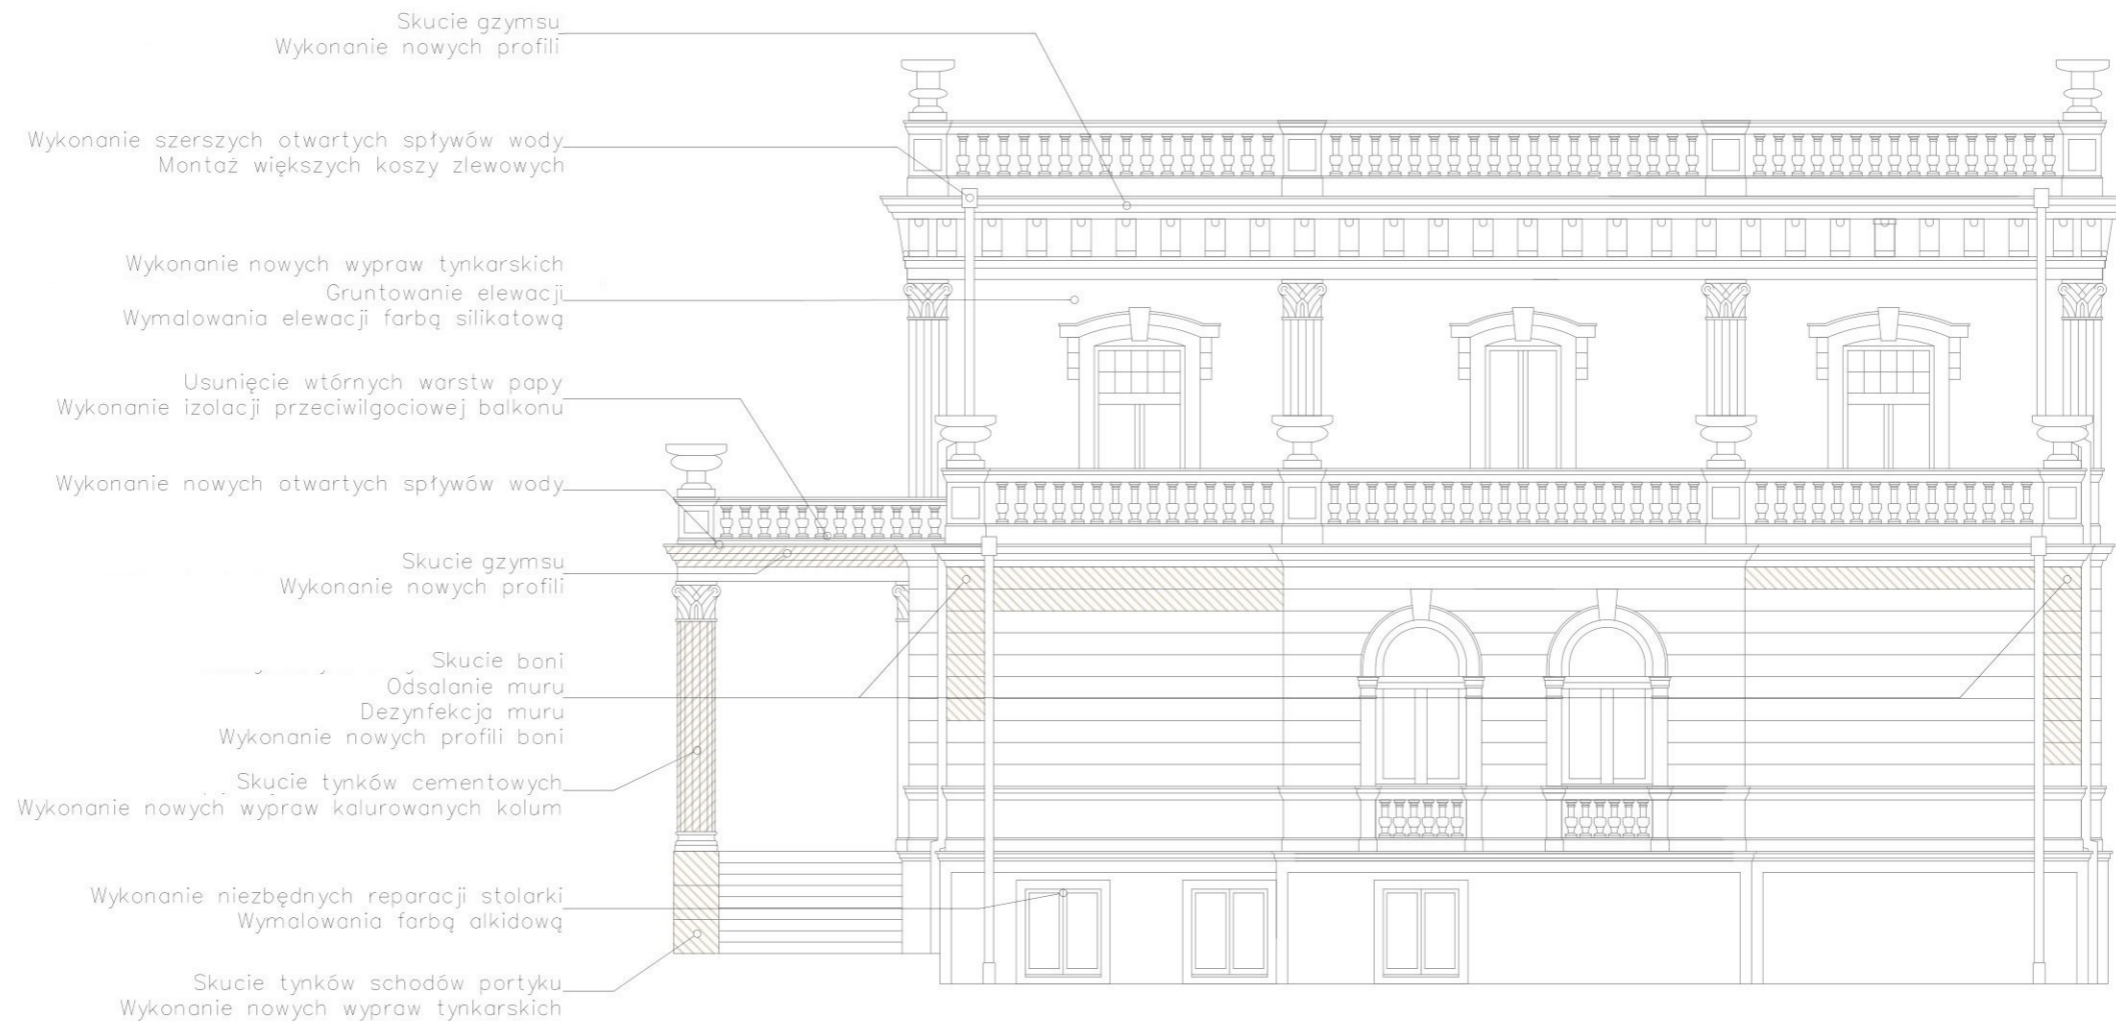 Skucie gzymsu
Wykonanie nowych profili
Wykonanie szerszych otwartych spływów wody
Montaż większych koszy zlewowych
Wykonanie nowych wypraw tynkarskich
Gruntowanie elewacji
Wymalowania elewacji farbą silikatową
Usunięcie wtórnych warstw papy
Wykonanie izolacji przeciwilgociowej balkonu
Wykonanie nowych otwartych spływów wody
Skucie gzymsu
Wykonanie nowych profili
Skucie boni
Odsalanie muru
Dezynfekcja muru
Wykonanie nowych profili boni
Skucie tynków cementowych
Wykonanie nowych wypraw kalurowanych kolum
Wykonanie niezbędnych reparacji stolarki
Wymalowania farbą alkidową
Skucie tynków schodów portyku
Wykonanie nowych wypraw tynkarskich